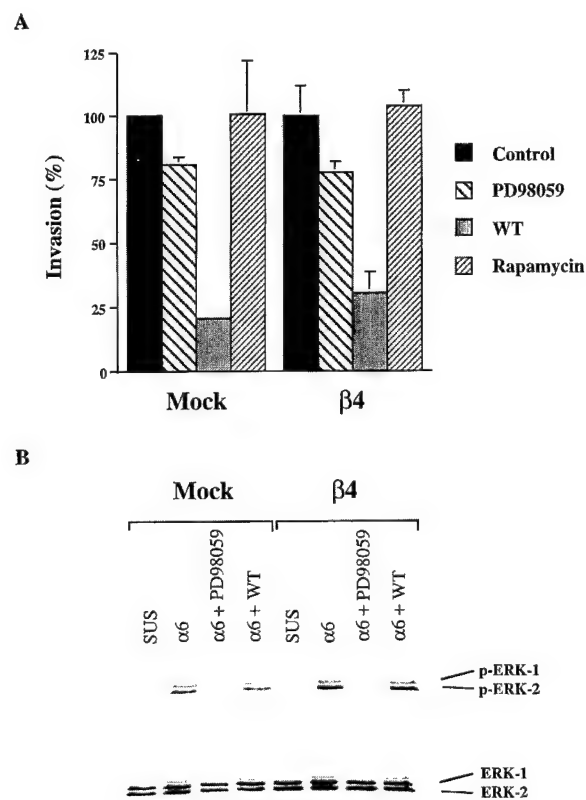 A
125
100
75
50
25
0
Invasion (%)
Mock
β4
Control
PD98059
WT
Rapamycin
B
Mock
β4
SUS
α6
α6 + PD98059
α6 + WT
SUS
α6
α6 + PD98059
α6 + WT
p-ERK-1
p-ERK-2
ERK-1
ERK-2